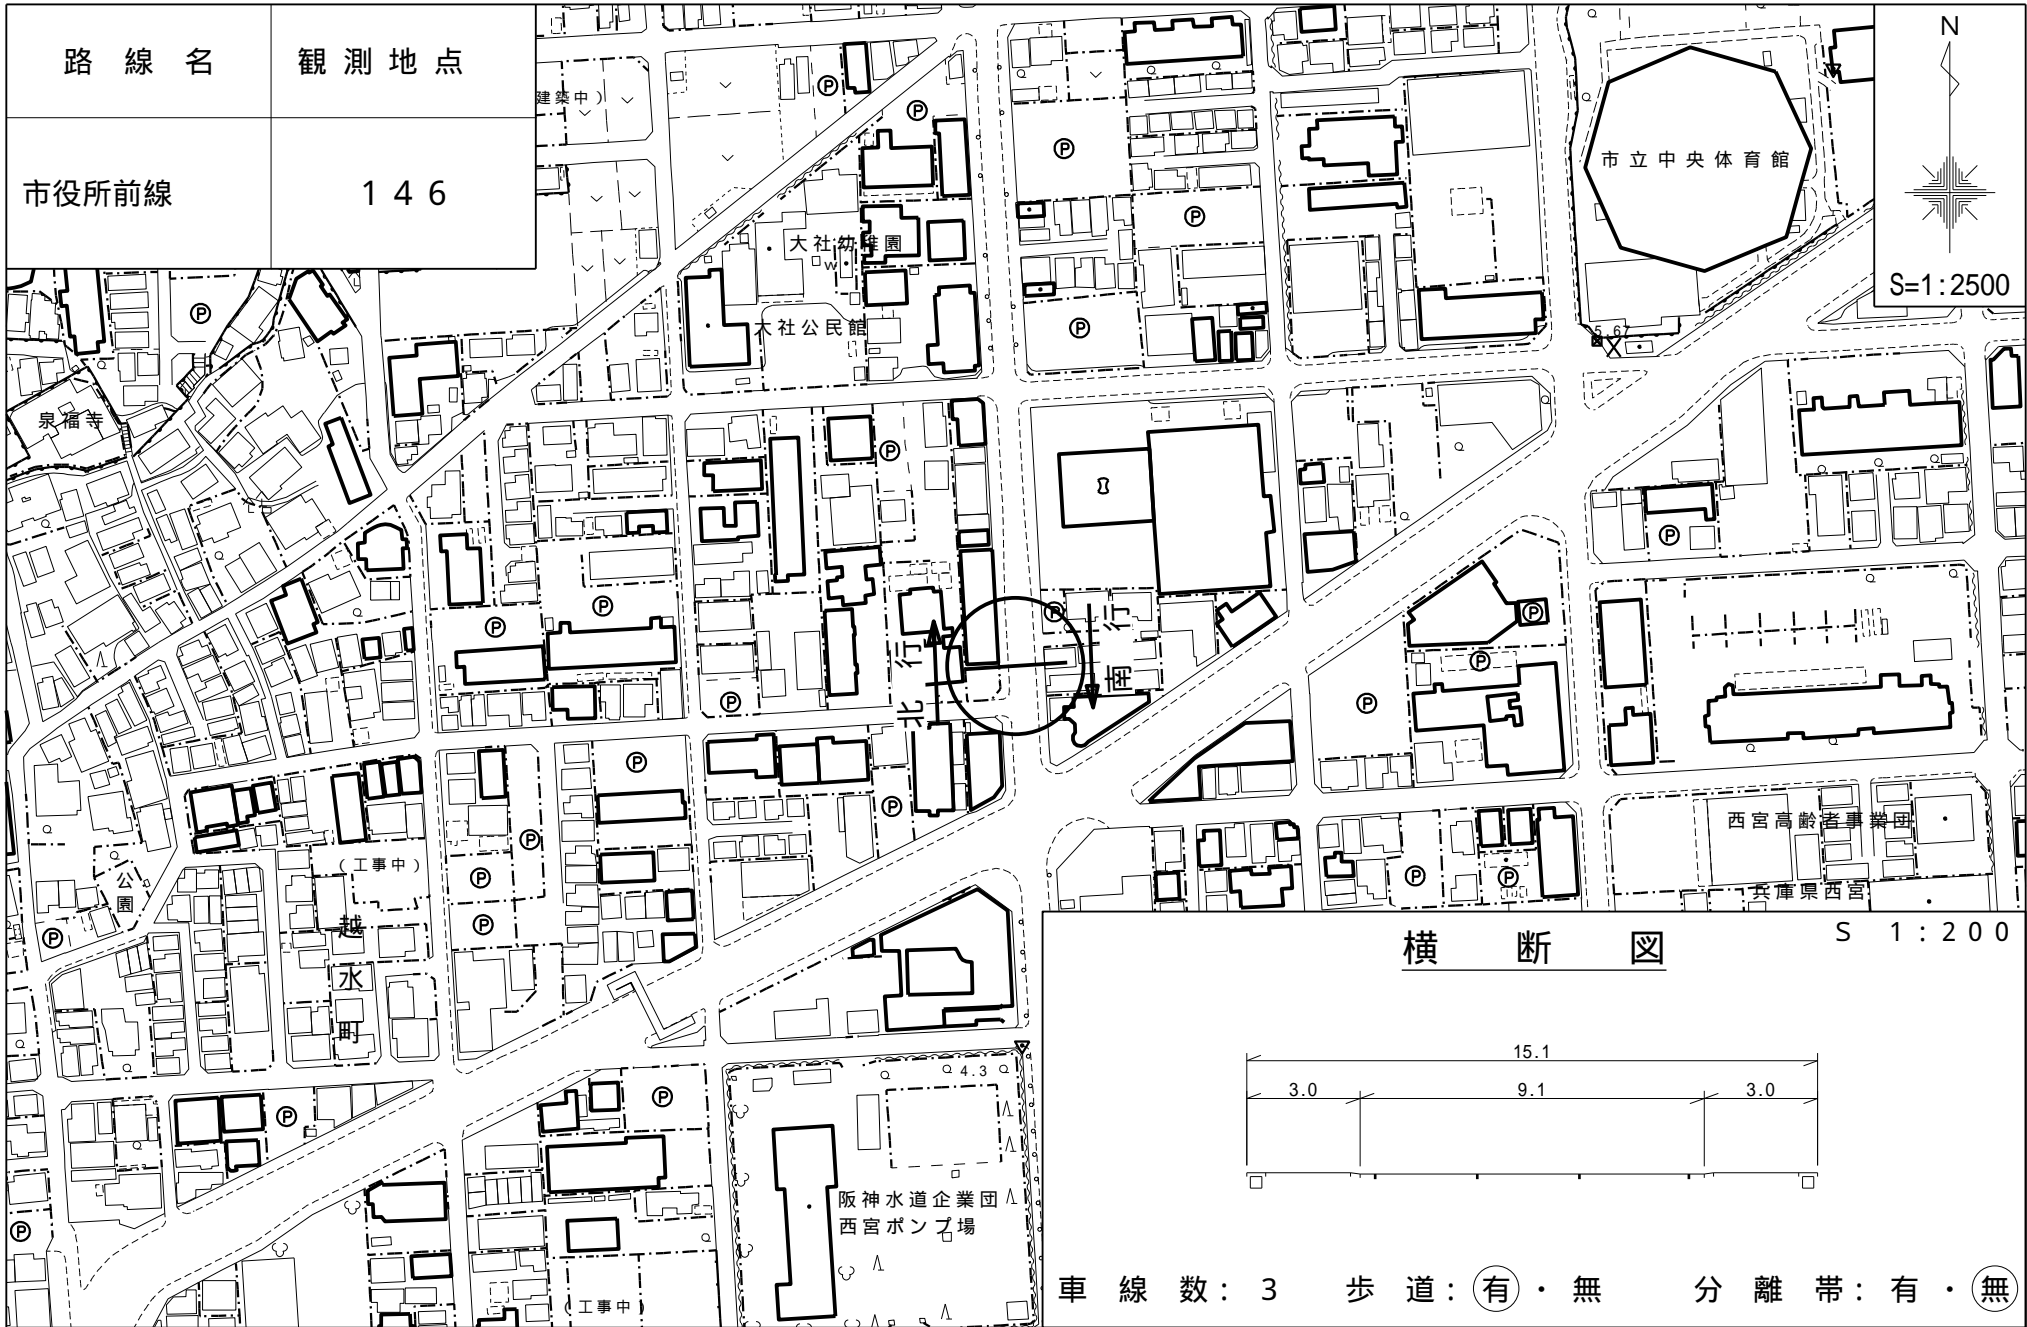 路線名 観測地点
市役所前線 146
N
S=1:2500
建築中)
Ⓟ
Ⓟ
Ⓟ
市立中央体育館
Ⓟ
大社幼稚園
W
Ⓟ
大社公民館
Ⓟ
5.67
泉福寺
Ⓟ
Ⓟ
Ⓟ
Ⓟ
Ⓟ
Ⓟ
Ⓟ
北行
南行
Ⓟ
Ⓟ
Ⓟ
Ⓟ
Ⓟ
西宮高齢者事業団
兵庫県西宮
(工事中)
公園
Ⓟ
Ⓟ
Ⓟ
Ⓟ
Ⓟ
Ⓟ
越水町
横断図
S 1:200
15.1
3.0 9.1 3.0
4.3
Ⓟ
Ⓟ
Ⓟ
阪神水道企業団
西宮ポンプ場
(工事中)
車線数: 3 歩道:有・無 分離帯:有・無